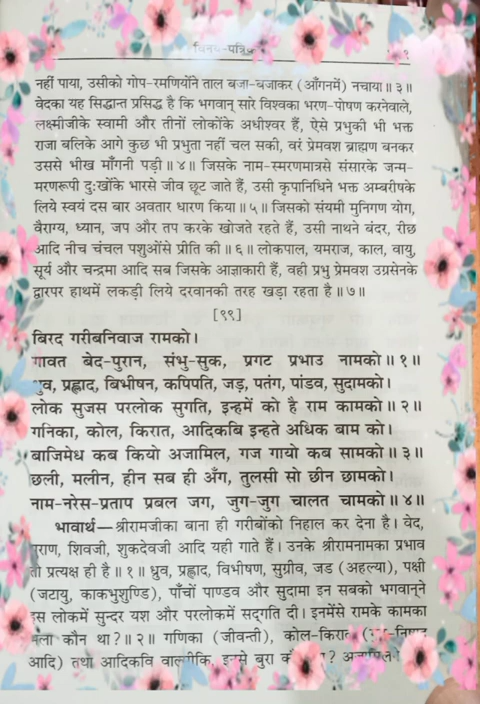 विनय-पत्रिका
नहीं पाया, उसीको गोप-रमणियोंने ताल बजा-बजाकर (आँगनमें) नचाया॥३॥
वेदका यह सिद्धान्त प्रसिद्ध है कि भगवान् सारे विश्वका भरण-पोषण करनेवाले,
लक्ष्मीजीके स्वामी और तीनों लोकोंके अधीश्वर हैं, ऐसे प्रभुकी भी भक्त
राजा बलिके आगे कुछ भी प्रभुता नहीं चल सकी, वरं प्रेमवश ब्राह्मण बनकर
उससे भीख माँगनी पड़ी॥४॥ जिसके नाम-स्मरणमात्रसे संसारके जन्म-
मरणरूपी दुःखोंके भारसे जीव छूट जाते हैं, उसी कृपानिधिने भक्त अम्बरीषके
लिये स्वयं दस बार अवतार धारण किया॥५॥ जिसको संयमी मुनिगण योग,
वैराग्य, ध्यान, जप और तप करके खोजते रहते हैं, उसी नाथने बंदर, रीछ
आदि नीच चंचल पशुओंसे प्रीति की॥६॥ लोकपाल, यमराज, काल, वायु,
सूर्य और चन्द्रमा आदि सब जिसके आज्ञाकारी हैं, वही प्रभु प्रेमवश उग्रसेनके
द्वारपर हाथमें लकड़ी लिये दरवानकी तरह खड़ा रहता है॥७॥
[९९]
बिरद गरीबनिवाज रामको।
गावत बेद-पुरान, संभु-सुक, प्रगट प्रभाउ नामको॥१॥
ध्रुव, प्रह्लाद, बिभीषन, कपिपति, जड़, पतंग, पांडव, सुदामको।
लोक सुजस परलोक सुगति, इन्हमें को है राम कामको॥२॥
गनिका, कोल, किरात, आदिकबि इन्हते अधिक बाम को।
बाजिमेध कब कियो अजामिल, गज गायो कब सामको॥३॥
छली, मलीन, हीन सब ही अँग, तुलसी सो छीन छामको।
नाम-नरेस-प्रताप प्रबल जग, जुग-जुग चालत चामको॥४॥
भावार्थ—श्रीरामजीका बाना ही गरीबोंको निहाल कर देना है। वेद,
पुराण, शिवजी, शुकदेवजी आदि यही गाते हैं। उनके श्रीरामनामका प्रभाव
तो प्रत्यक्ष ही है॥१॥ ध्रुव, प्रह्लाद, विभीषण, सुग्रीव, जड (अहल्या), पक्षी
(जटायु, काकभुशुण्डि), पाँचों पाण्डव और सुदामा इन सबको भगवान्‌ने
इस लोकमें सुन्दर यश और परलोकमें सद्‌गति दी। इनमेंसे रामके कामका
भला कौन था?॥२॥ गणिका (जीवन्ती), कोल-किरात
आदि) तथा आदिकवि वाल्मीकि, इनसे बुरा